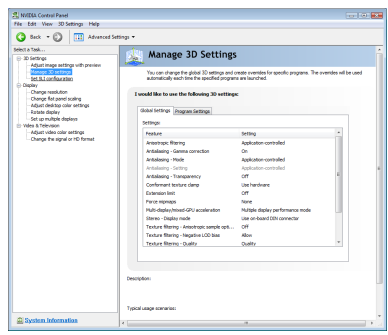 NVIDIA Control Panel
File Edit View 3D Settings Help
Back Advanced Settings
Select a Task...
3D Settings
Adjust image settings with preview
Manage 3D settings
Set SLI configuration
Display
Change resolution
Change flat panel scaling
Adjust desktop color settings
Rotate display
Set up multiple displays
Video & Television
Adjust video color settings
Change the signal or HD format
System Information
Manage 3D Settings
You can change the global 3D settings and create overrides for specific programs. The overrides will be used
automatically each time the specified programs are launched.
I would like to use the following 3D settings:
Global Settings Program Settings
Settings:
Feature Setting
Anisotropic filtering Application-controlled
Antialiasing - Gamma correction On
Antialiasing - Mode Application-controlled
Antialiasing - Setting Application-controlled
Antialiasing - Transparency Off
Conformant texture clamp Use hardware
Extension limit Off
Force mipmaps None
Multi-display/mixed-GPU acceleration Multiple display performance mode
Stereo - Display mode Use on-board DIN connector
Texture filtering - Anisotropic sample opti... Off
Texture filtering - Negative LOD bias Allow
Texture filtering - Quality Quality
Description:
Typical usage scenarios: